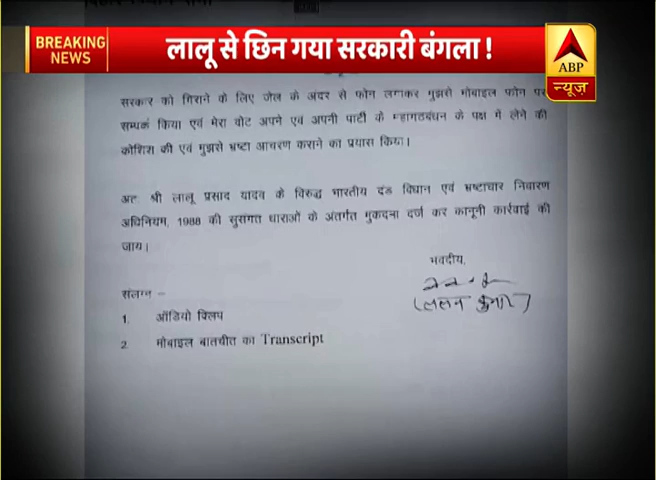 BREAKING NEWS
लालू से छिन गया सरकारी बंगला !
ABP
न्यूज़
सरकार को गिराने के लिए जेल के अंदर से फोन लगाकर मुझसे मोबाइल फोन पर
सम्पर्क किया एवं मेरा वोट अपने एवं अपनी पार्टी के महागठबंधन के पक्ष में लेने की
कोशिश की एवं मुझसे भ्रष्टा आचरण कराने का प्रयास किया।
अतः श्री लालू प्रसाद यादव के विरुद्ध भारतीय दंड विधान एवं भ्रष्टाचार निवारण
अधिनियम, 1988 की सुसंगत धाराओं के अंतर्गत मुकदमा दर्ज कर कानूनी कार्रवाई की
जाय।
भवदीय,
(ललन कुमार)
संलग्न –
1. ऑडियो क्लिप
2. मोबाइल बातचीत का Transcript